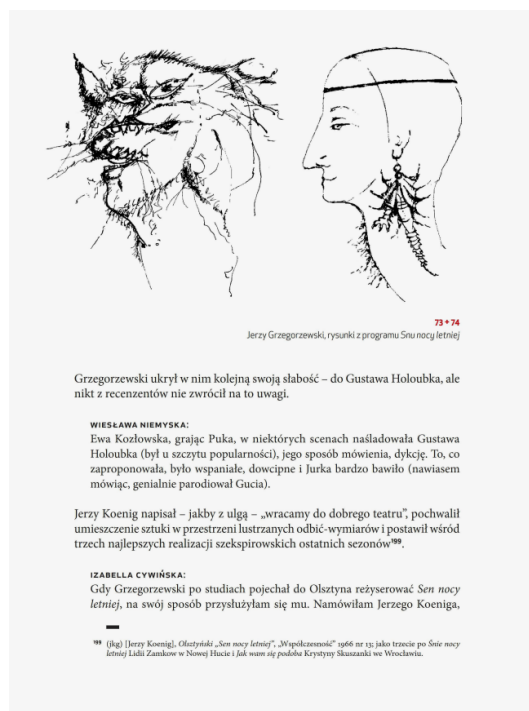 73 + 74
Jerzy Grzegorzewski, rysunki z programu Snu nocy letniej
Grzegorzewski ukrył w nim kolejną swoją słabość – do Gustawa Holoubka, ale
nikt z recenzentów nie zwrócił na to uwagi.
WIESŁAWA NIEMYSKA:
Ewa Kozłowska, grając Puka, w niektórych scenach naśladowała Gustawa
Holoubka (był u szczytu popularności), jego sposób mówienia, dykcję. To, co
zaproponowała, było wspaniałe, dowcipne i Jurka bardzo bawiło (nawiasem
mówiąc, genialnie parodiował Gucia).
Jerzy Koenig napisał – jakby z ulgą – „wracamy do dobrego teatru”, pochwalił
umieszczenie sztuki w przestrzeni lustrzanych odbić-wymiarów i postawił wśród
trzech najlepszych realizacji szekspirowskich ostatnich sezonów¹⁹⁹.
IZABELLA CYWIŃSKA:
Gdy Grzegorzewski po studiach pojechał do Olsztyna reżyserować Sen nocy
letniej, na swój sposób przysłużyłam się mu. Namówiłam Jerzego Koeniga,
¹⁹⁹ (jkg) [Jerzy Koenig], Olsztyński „Sen nocy letniej”, „Współczesność” 1966 nr 13; jako trzecie po Śnie nocy
letniej Lidii Zamkow w Nowej Hucie i Jak wam się podoba Krystyny Skuszanki we Wrocławiu.